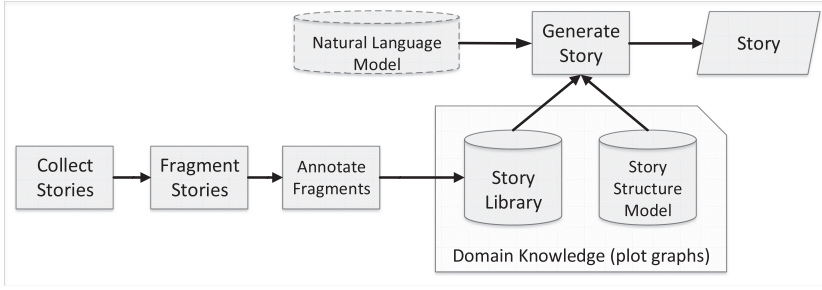 Natural Language
Model
Generate
Story
Story
Collect
Stories
Fragment
Stories
Annotate
Fragments
Story
Library
Story
Structure
Model
Domain Knowledge (plot graphs)